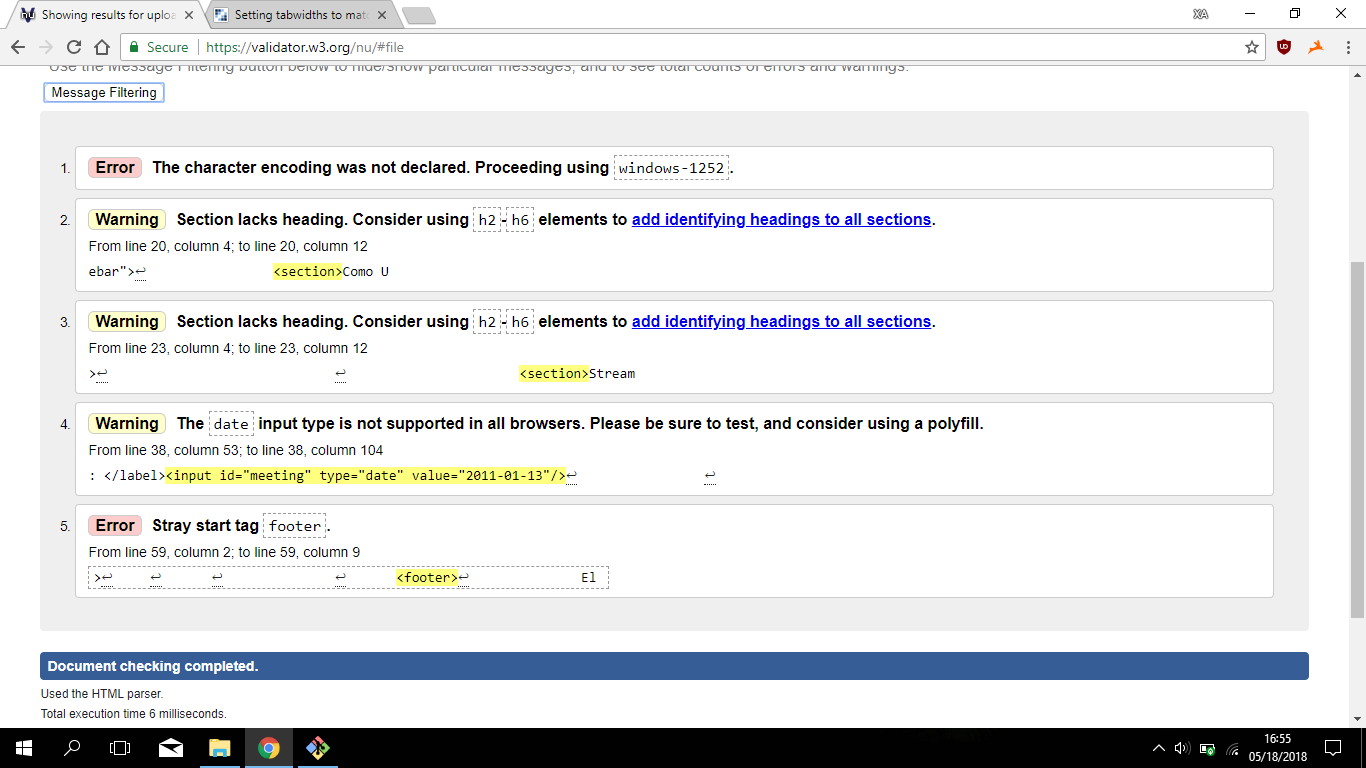 Showing results for uploa
Setting tabwidths to mat
XA
Secure https://validator.w3.org/nu/#file
Use the Message Filtering button below to hide/show particular messages, and to see total counts of errors and warnings.
Message Filtering
1. Error The character encoding was not declared. Proceeding using windows-1252.
2. Warning Section lacks heading. Consider using h2-h6 elements to add identifying headings to all sections.
From line 20, column 4; to line 20, column 12
ebar">↩ <section>Como U
3. Warning Section lacks heading. Consider using h2-h6 elements to add identifying headings to all sections.
From line 23, column 4; to line 23, column 12
>↩ ↩ <section>Stream
4. Warning The date input type is not supported in all browsers. Please be sure to test, and consider using a polyfill.
From line 38, column 53; to line 38, column 104
: </label><input id="meeting" type="date" value="2011-01-13"/>↩ ↩
5. Error Stray start tag footer.
From line 59, column 2; to line 59, column 9
>↩ ↩ ↩ ↩ <footer>↩ El
Document checking completed.
Used the HTML parser.
Total execution time 6 milliseconds.
16:55
05/18/2018